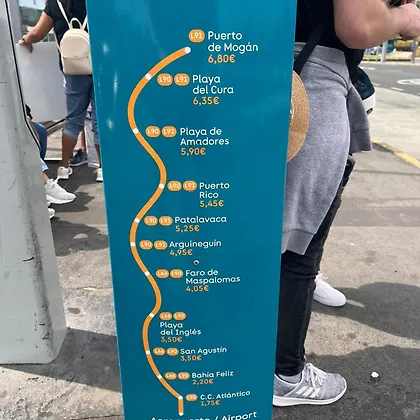 L91 Puerto
de Mogán
6,80€
L90 L91 Playa
del Cura
6,35€
L90 L91 Playa de
Amadores
5,90€
L90 L91 Puerto
Rico
5,45€
L90 L91 Patalavaca
5,25€
L90 L91 Arguineguín
4,95€
L66 L90 Faro de
Maspalomas
4,05€
L66 L90
Playa
del Inglés
3,50€
L66 L90 San Agustín
3,50€
L66 L90 Bahía Feliz
2,20€
L90 C.C. Atlántico
1,75€
Aeropuerto / Airport